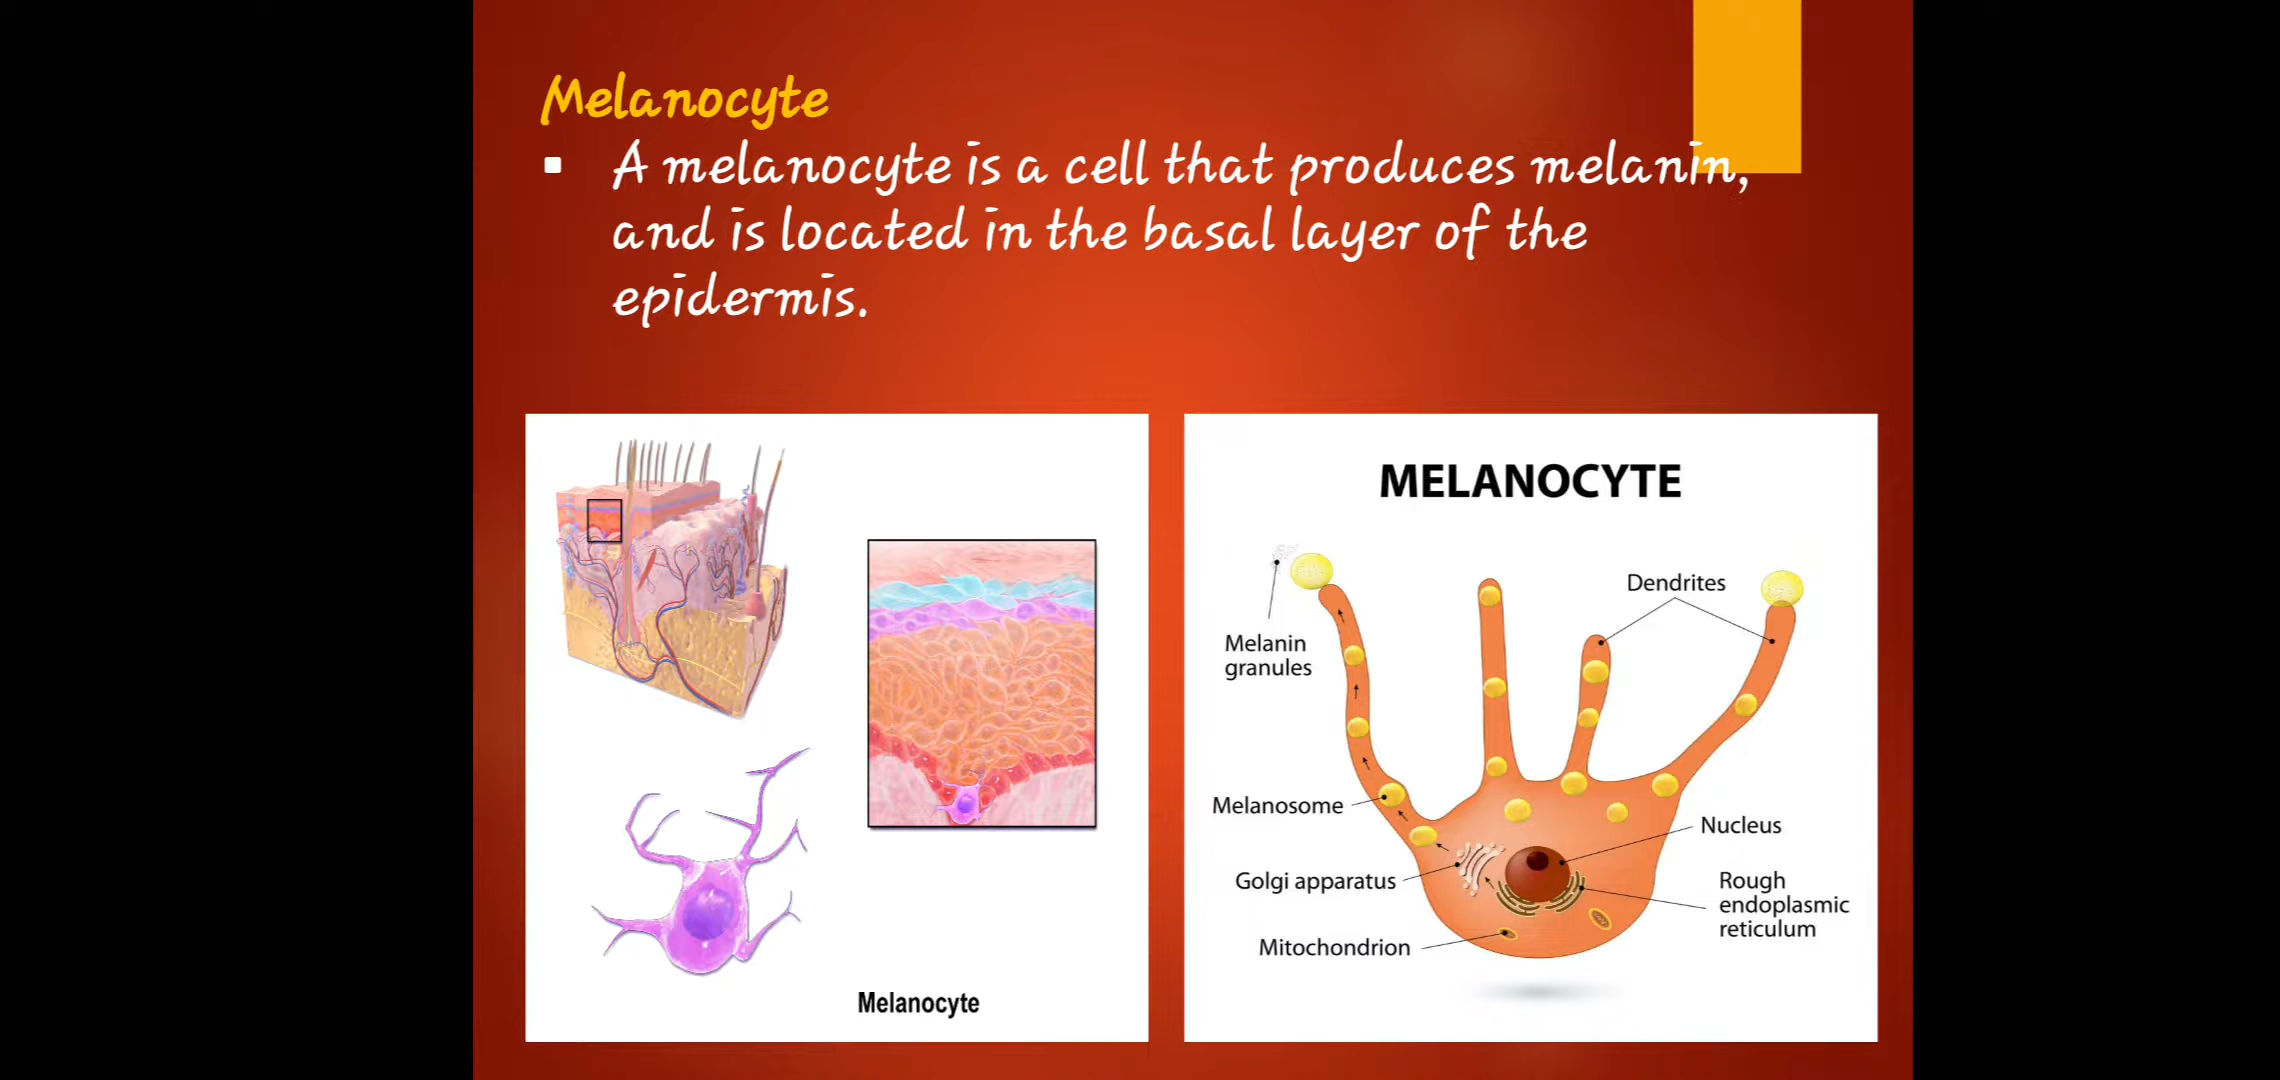 Melanocyte
▪ A melanocyte is a cell that produces melanin,
and is located in the basal layer of the
epidermis.
Melanocyte
MELANOCYTE
Dendrites
Melanin
granules
Melanosome
Nucleus
Golgi apparatus
Rough
endoplasmic
reticulum
Mitochondrion